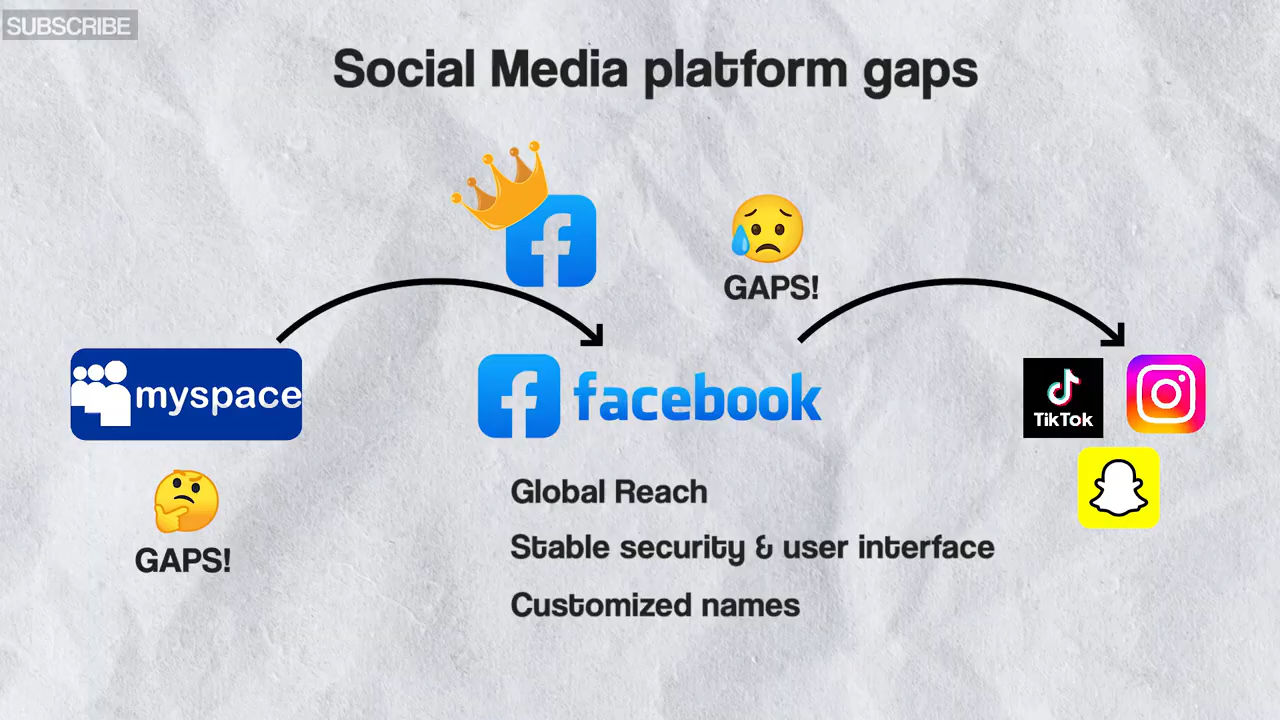 SUBSCRIBE
Social Media platform gaps
GAPS!
myspace
facebook
TikTok
GAPS!
Global Reach
Stable security & user interface
Customized names